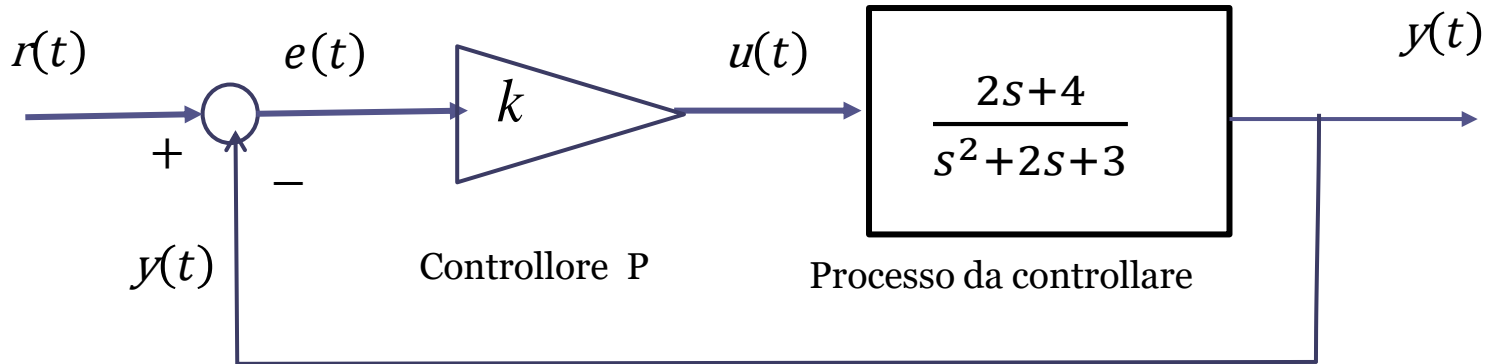 r(t)
e(t)
k
u(t)
2s+4
s²+2s+3
y(t)
+
−
y(t)
Controllore P
Processo da controllare